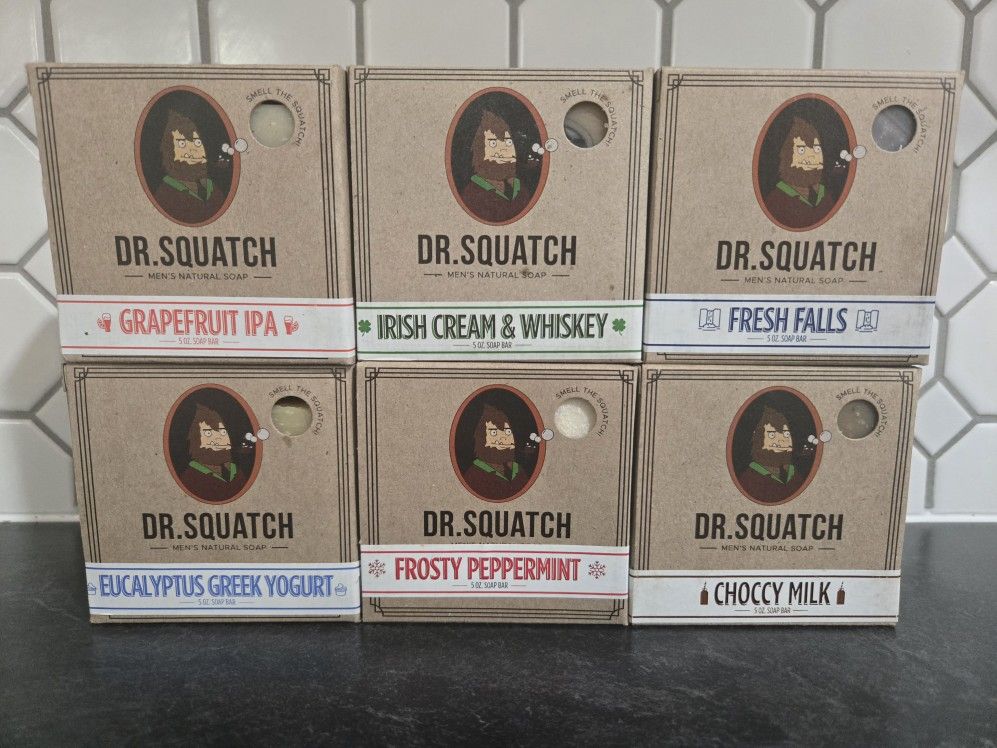 SMELL THE SQUATCH!
DR.SQUATCH
MEN'S NATURAL SOAP
GRAPEFRUIT IPA
5 OZ. SOAP BAR
SMELL THE SQUATCH!
DR.SQUATCH
MEN'S NATURAL SOAP
IRISH CREAM & WHISKEY
5 OZ. SOAP BAR
SMELL THE SQUATCH!
DR.SQUATCH
MEN'S NATURAL SOAP
FRESH FALLS
5 OZ. SOAP BAR
SMELL THE SQUATCH!
DR.SQUATCH
MEN'S NATURAL SOAP
EUCALYPTUS GREEK YOGURT
5 OZ. SOAP BAR
SMELL THE SQUATCH!
DR.SQUATCH
FROSTY PEPPERMINT
5 OZ. SOAP BAR
SMELL THE SQUATCH!
DR.SQUATCH
MEN'S NATURAL SOAP
CHOCCY MILK
5 OZ. SOAP BAR